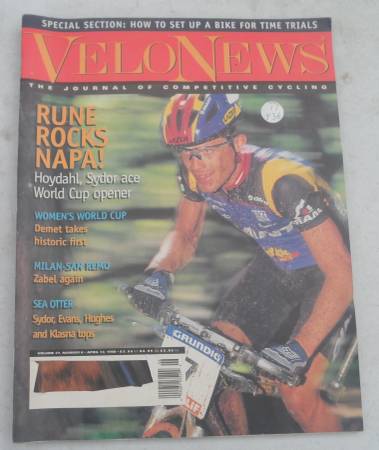 SPECIAL SECTION: HOW TO SET UP A BIKE FOR TIME TRIALS
VELONEWS
THE JOURNAL OF COMPETITIVE CYCLING
RUNE
ROCKS
NAPA!
Hoydahl, Sydor ace
World Cup opener
WOMEN'S WORLD CUP
Demet takes
historic first
MILAN-SAN REMO
Zabel again
SEA OTTER
Sydor, Evans, Hughes
and Klasna tops
GRUNDIG